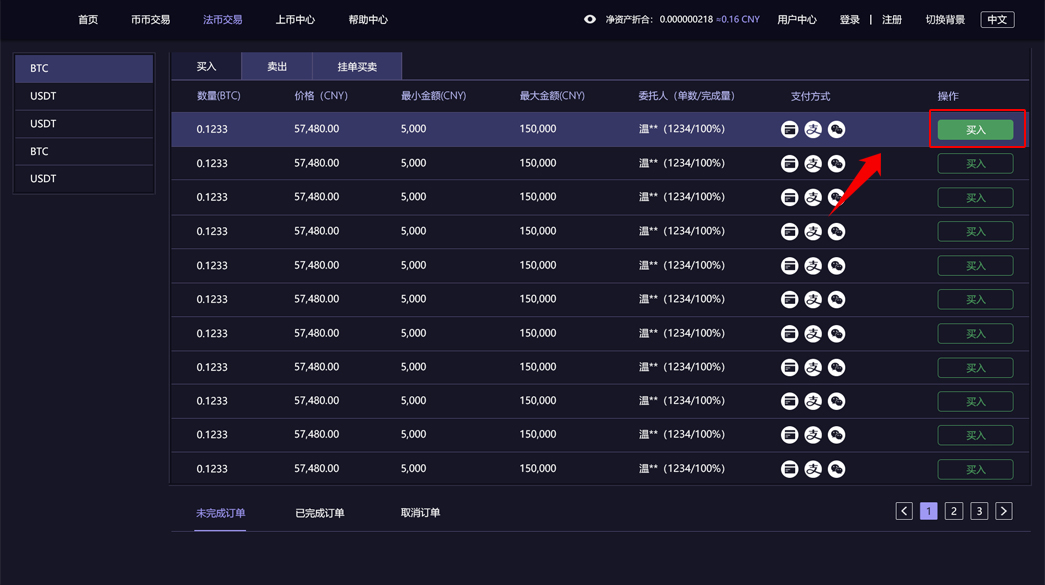 首页 币币交易 法币交易 上币中心 帮助中心 净资产折合: 0.000000218 ≈0.16 CNY 用户中心 登录 | 注册 切换背景 中文
BTC
USDT
USDT
BTC
USDT
买入 卖出 挂单买卖
数量(BTC) 价格（CNY） 最小金额(CNY) 最大金额(CNY) 委托人（单数/完成量） 支付方式 操作
0.1233 57,480.00 5,000 150,000 温**（1234/100%） 支 买入
0.1233 57,480.00 5,000 150,000 温**（1234/100%） 支 买入
0.1233 57,480.00 5,000 150,000 温**（1234/100%） 支 买入
0.1233 57,480.00 5,000 150,000 温**（1234/100%） 支 买入
0.1233 57,480.00 5,000 150,000 温**（1234/100%） 支 买入
0.1233 57,480.00 5,000 150,000 温**（1234/100%） 支 买入
0.1233 57,480.00 5,000 150,000 温**（1234/100%） 支 买入
0.1233 57,480.00 5,000 150,000 温**（1234/100%） 支 买入
0.1233 57,480.00 5,000 150,000 温**（1234/100%） 支 买入
0.1233 57,480.00 5,000 150,000 温**（1234/100%） 支 买入
0.1233 57,480.00 5,000 150,000 温**（1234/100%） 支 买入
未完成订单 已完成订单 取消订单 < 1 2 3 >